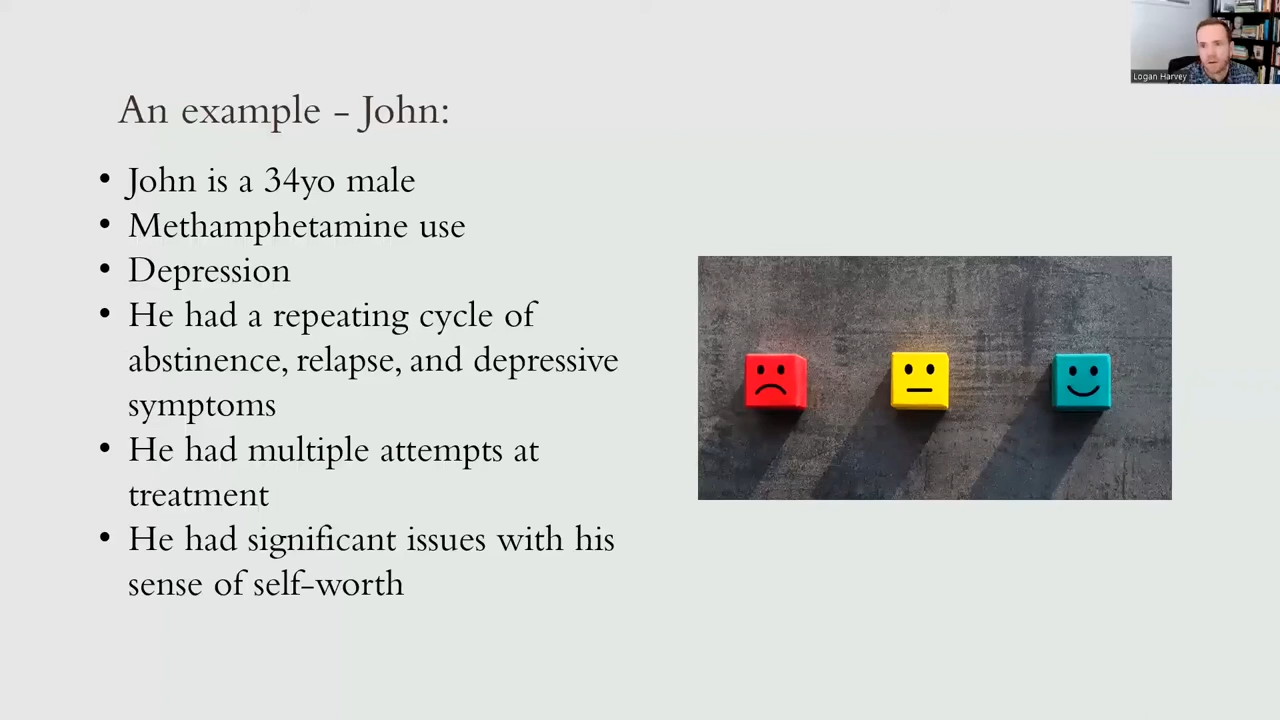 Logan Harvey
An example - John:
• John is a 34yo male
• Methamphetamine use
• Depression
• He had a repeating cycle of
abstinence, relapse, and depressive
symptoms
• He had multiple attempts at
treatment
• He had significant issues with his
sense of self-worth